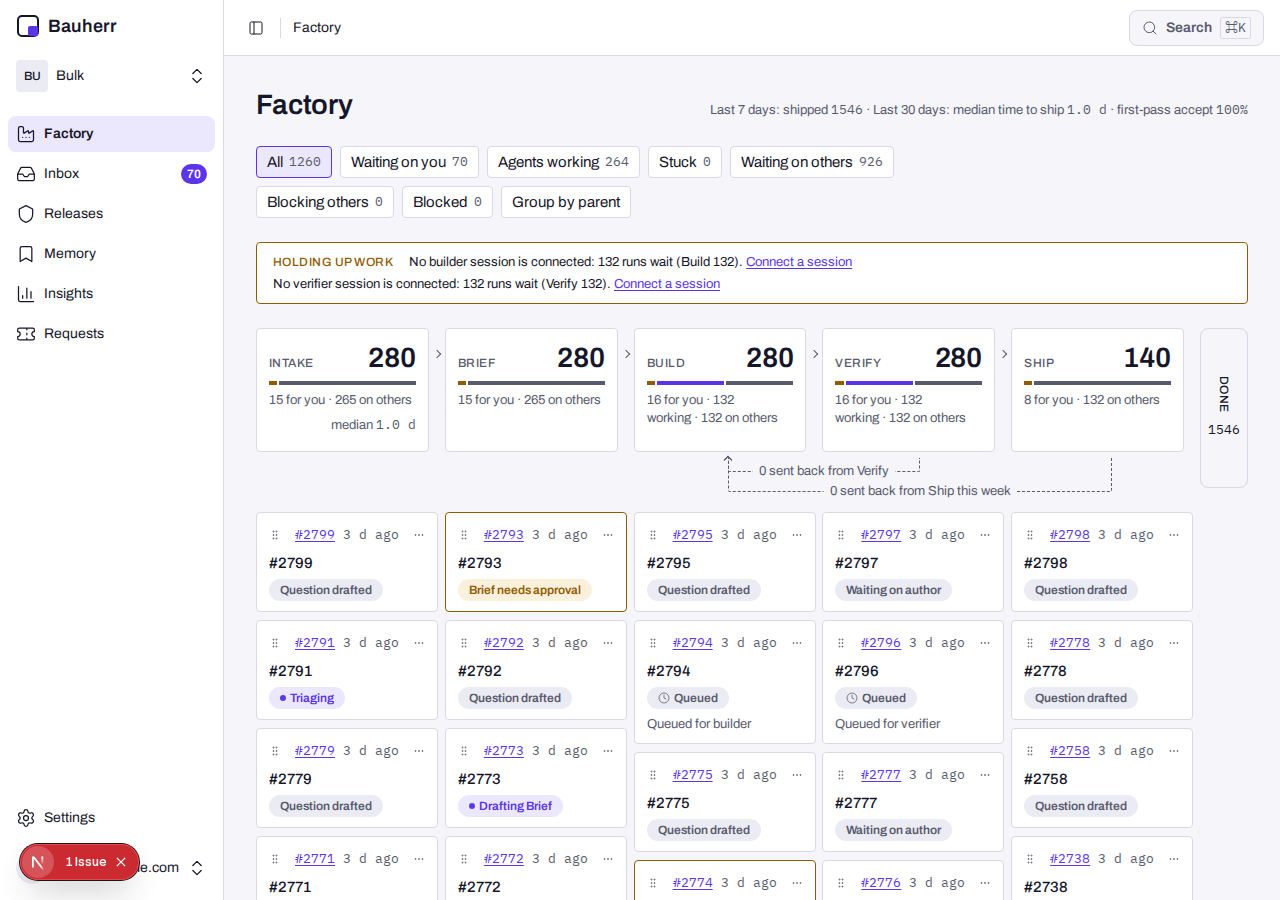 Bauherr
BU Bulk
Factory
Inbox 70
Releases
Memory
Insights
Requests
Settings
1 Issue
e.com
Factory
Search ⌘K
Factory
Last 7 days: shipped 1546 · Last 30 days: median time to ship 1.0 d · first-pass accept 100%
All 1260
Waiting on you 70
Agents working 264
Stuck 0
Waiting on others 926
Blocking others 0
Blocked 0
Group by parent
HOLDING UP WORK No builder session is connected: 132 runs wait (Build 132). Connect a session
No verifier session is connected: 132 runs wait (Verify 132). Connect a session
INTAKE 280
15 for you · 265 on others
median 1.0 d
BRIEF 280
15 for you · 265 on others
BUILD 280
16 for you · 132
working · 132 on others
VERIFY 280
16 for you · 132
working · 132 on others
SHIP 140
8 for you · 132 on others
DONE
1546
0 sent back from Verify
0 sent back from Ship this week
#2799 3 d ago ...
#2799
Question drafted
#2791 3 d ago ...
#2791
Triaging
#2779 3 d ago ...
#2779
Question drafted
#2771 3 d ago ...
#2771
#2793 3 d ago ...
#2793
Brief needs approval
#2792 3 d ago ...
#2792
Question drafted
#2773 3 d ago ...
#2773
Drafting Brief
#2772 3 d ago ...
#2772
#2795 3 d ago ...
#2795
Question drafted
#2794 3 d ago ...
#2794
Queued
Queued for builder
#2775 3 d ago ...
#2775
Question drafted
#2774 3 d ago ...
#2797 3 d ago ...
#2797
Waiting on author
#2796 3 d ago ...
#2796
Queued
Queued for verifier
#2777 3 d ago ...
#2777
Waiting on author
#2776 3 d ago ...
#2798 3 d ago ...
#2798
Question drafted
#2778 3 d ago ...
#2778
Question drafted
#2758 3 d ago ...
#2758
Question drafted
#2738 3 d ago ...
#2738